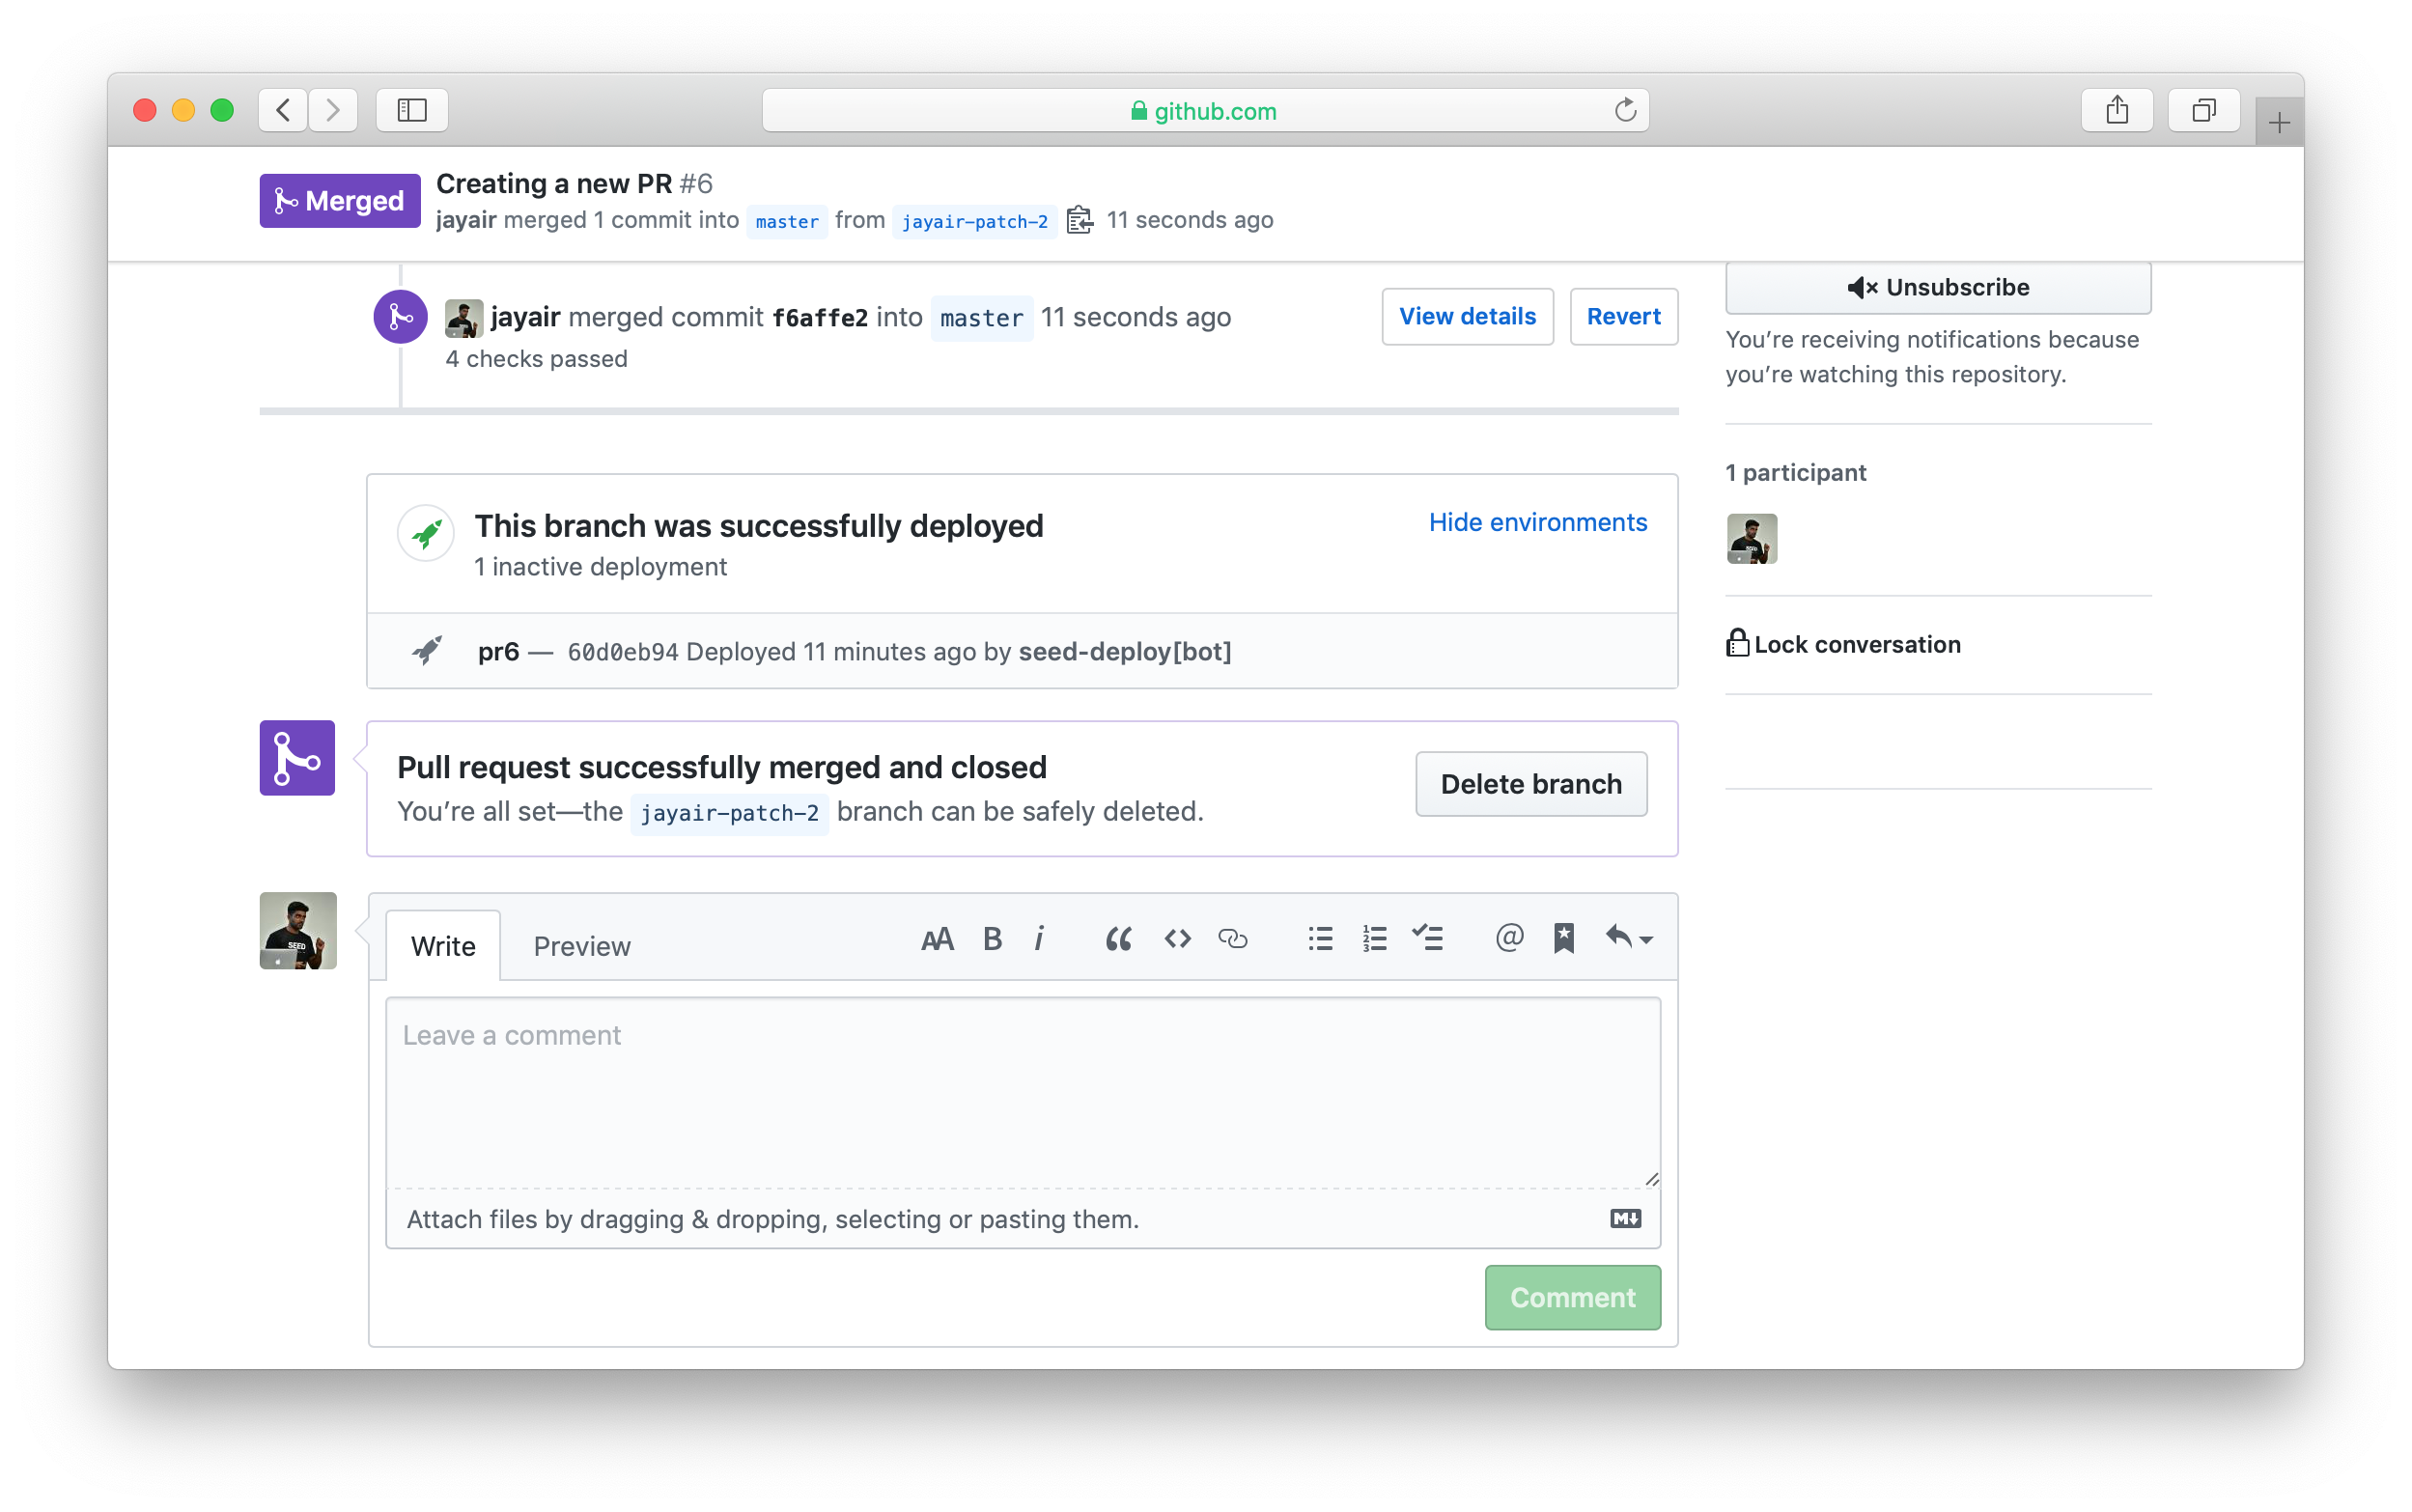 github.com
Merged
Creating a new PR #6
jayair merged 1 commit into master from jayair-patch-2 11 seconds ago
jayair merged commit f6affe2 into master 11 seconds ago
4 checks passed
View details
Revert
Unsubscribe
You’re receiving notifications because
you’re watching this repository.
1 participant
Lock conversation
This branch was successfully deployed
1 inactive deployment
Hide environments
pr6 — 60d0eb94 Deployed 11 minutes ago by seed-deploy[bot]
Pull request successfully merged and closed
You’re all set—the jayair-patch-2 branch can be safely deleted.
Delete branch
SEED
Write
Preview
Leave a comment
Attach files by dragging & dropping, selecting or pasting them.
Comment